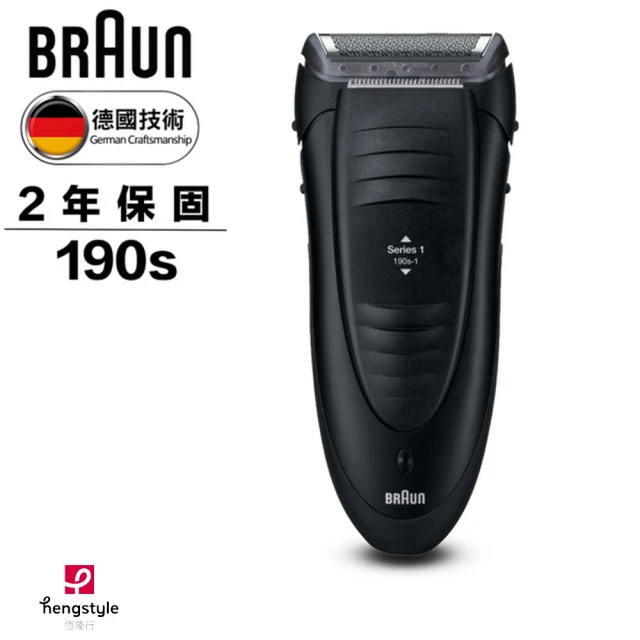 BRAUN
德國技術
German Craftsmanship
2年保固
190s
Series 1
190s-1
BRAUN
hengstyle
恆隆行